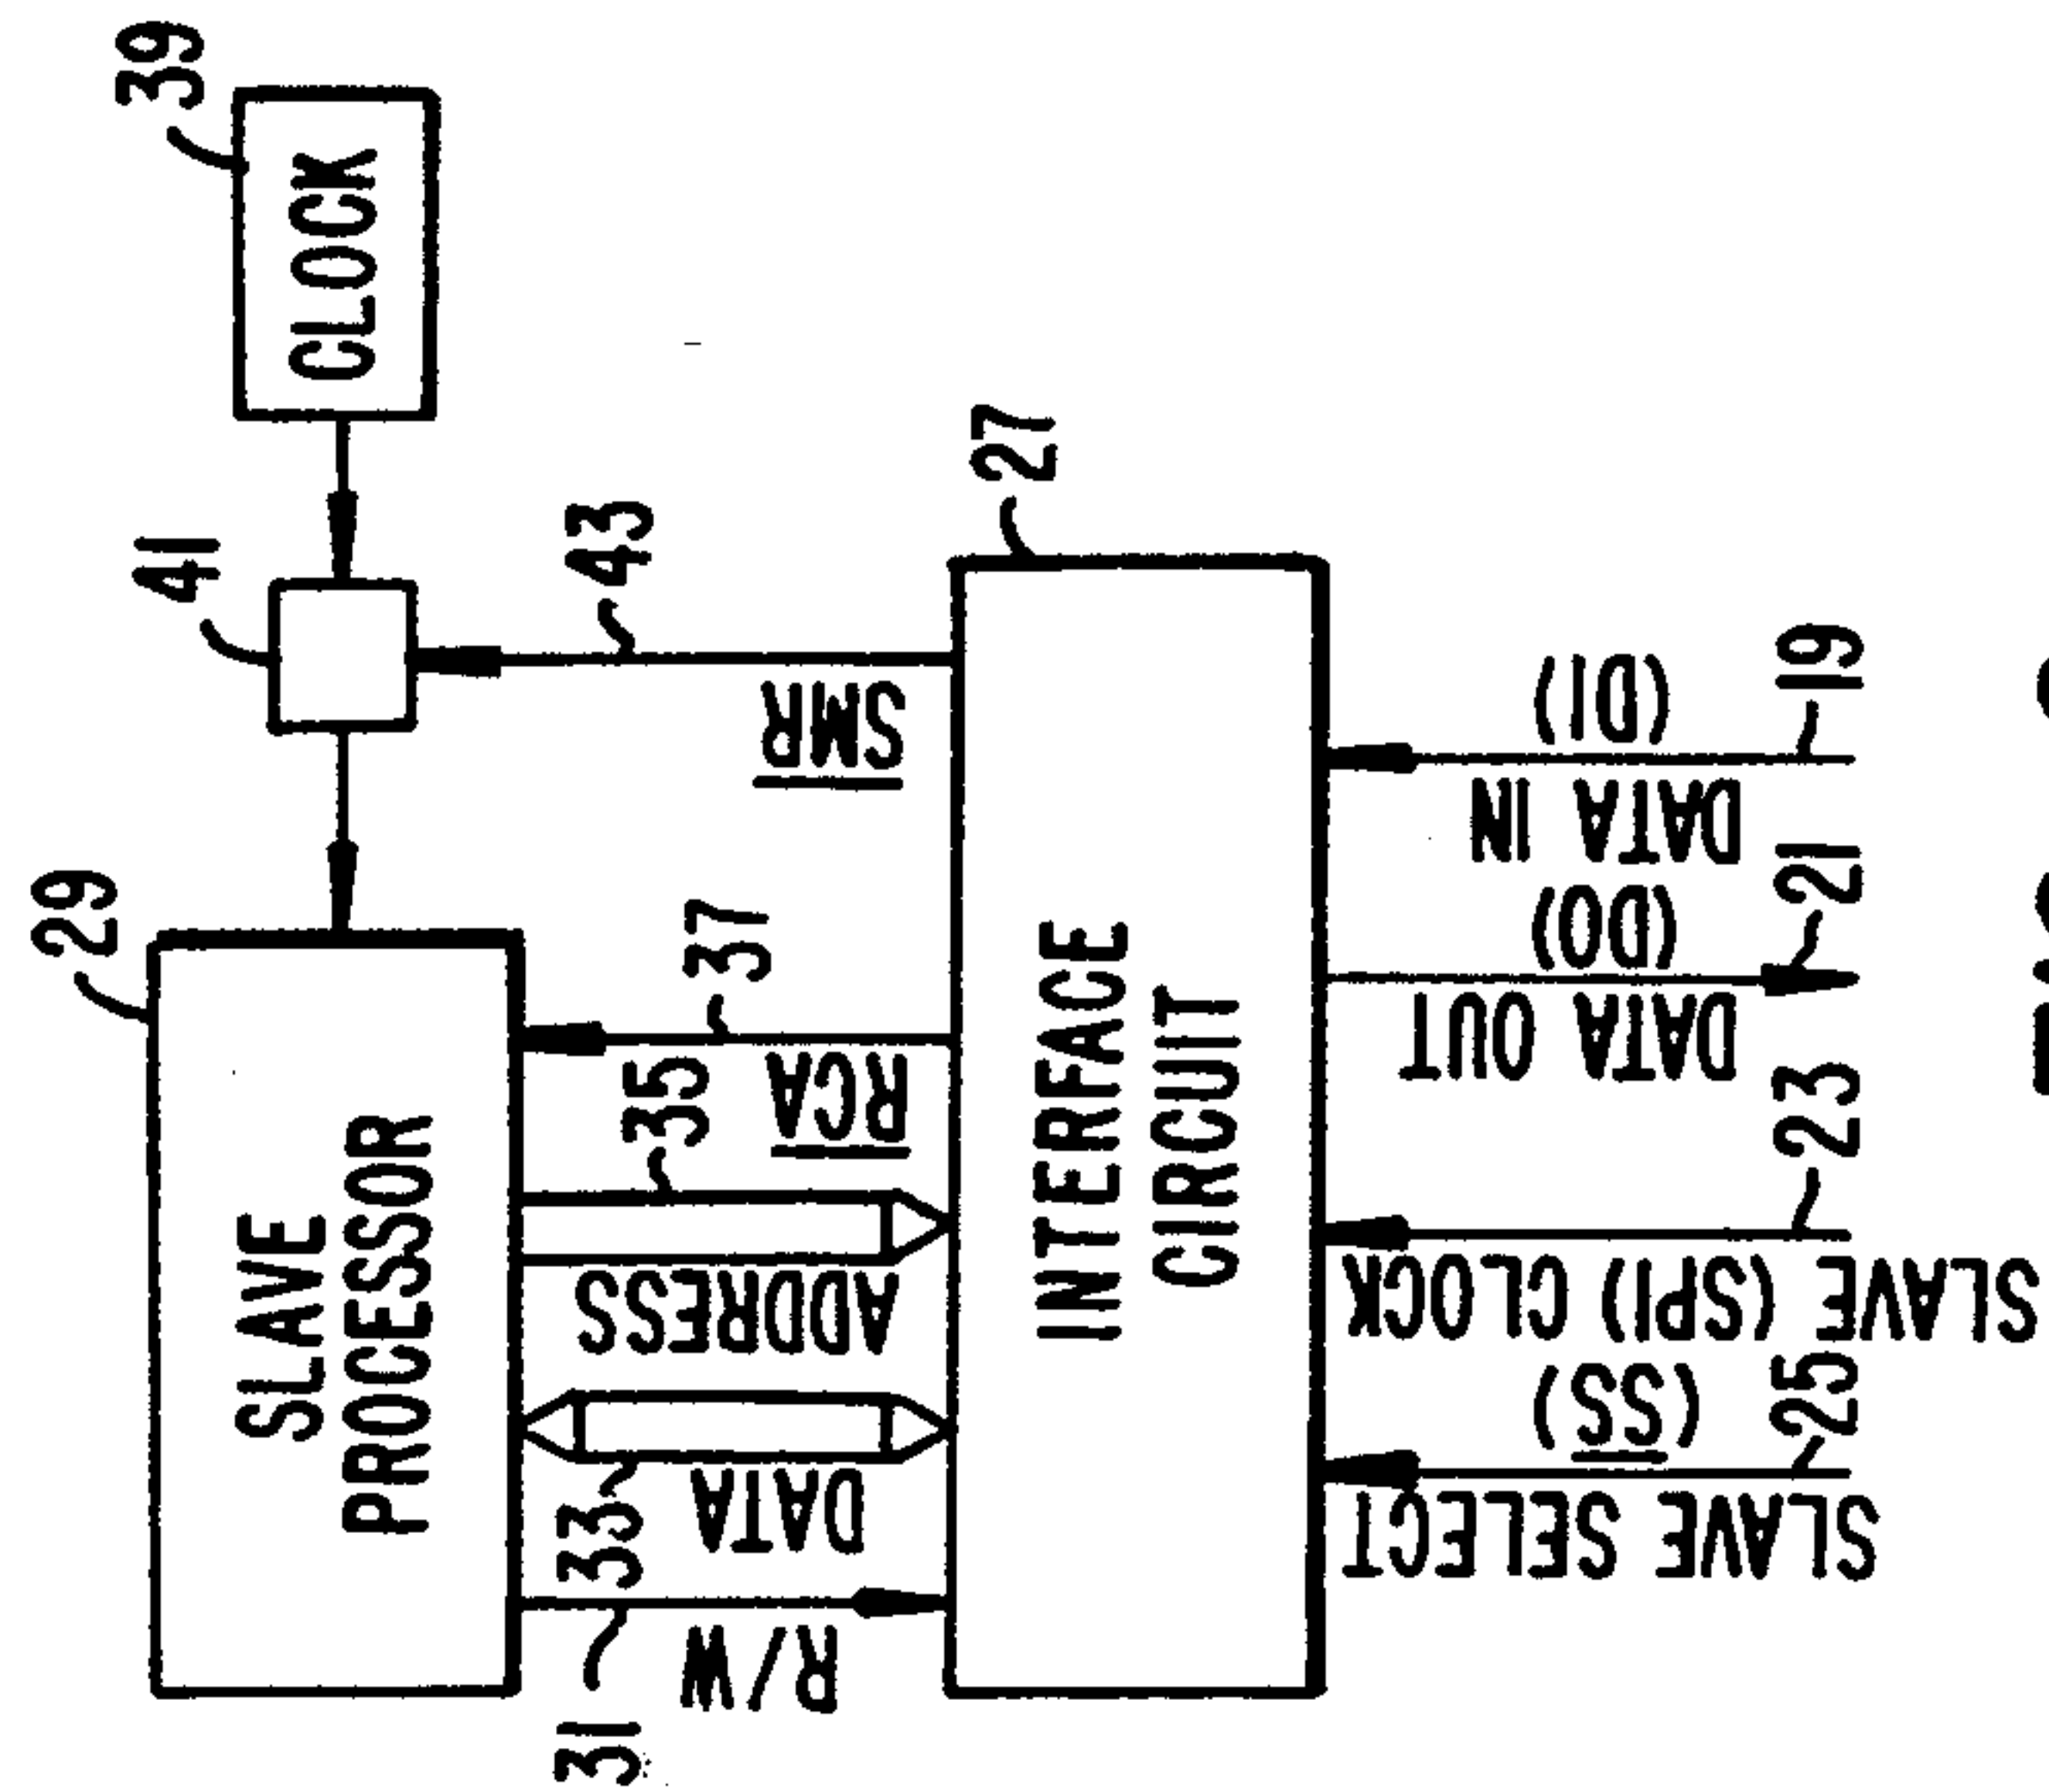 39
CLOCK
41
43
27
29
SLAVE
PROCESSOR
37
35
33
31
SMR
RCA
ADDRESS
DATA
R/W
INTERFACE
CIRCUIT
(DI)
19
DATA IN
21
(DO)
DATA OUT
23
SLAVE (SPI) CLOCK
25
(SS)
SLAVE SELECT